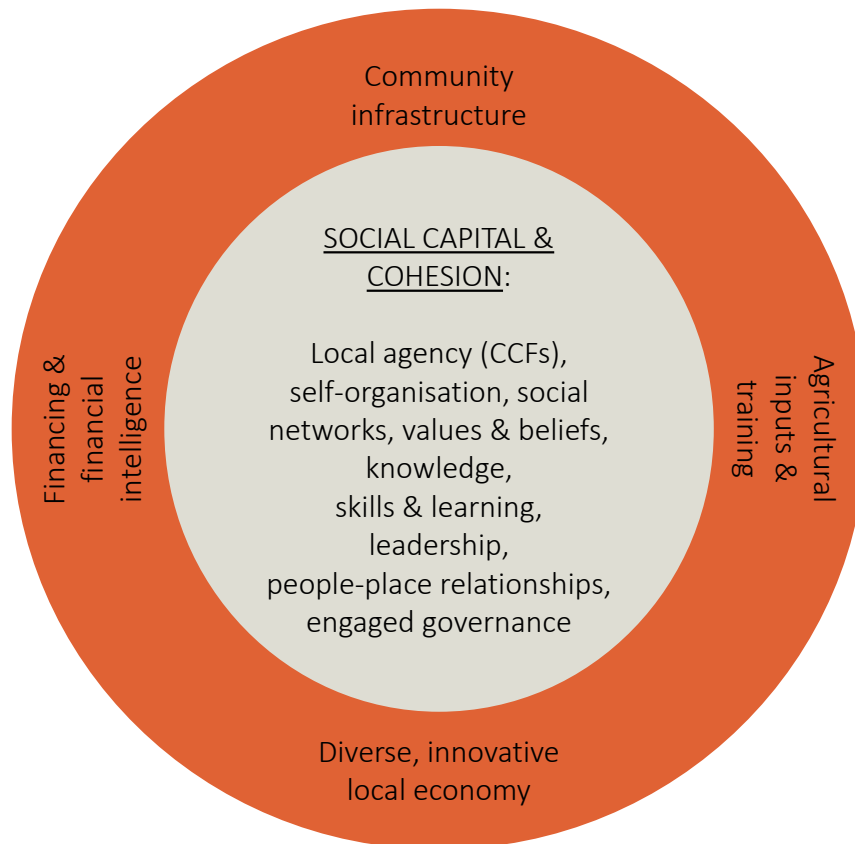 Community
infrastructure
SOCIAL CAPITAL &
COHESION:
Local agency (CCFs),
self-organisation, social
networks, values & beliefs,
knowledge,
skills & learning,
leadership,
people-place relationships,
engaged governance
Financing &
financial
intelligence
Agricultural
inputs &
training
Diverse, innovative
local economy